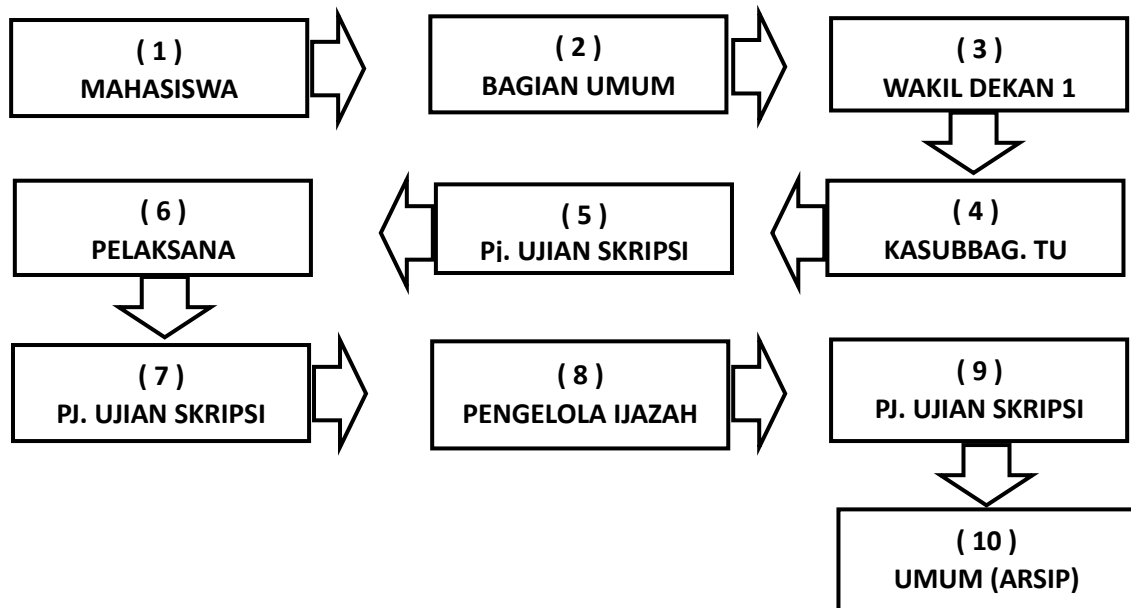 ( 1 )
MAHASISWA
( 2 )
BAGIAN UMUM
( 3 )
WAKIL DEKAN 1
( 4 )
KASUBBAG. TU
( 5 )
Pj. UJIAN SKRIPSI
( 6 )
PELAKSANA
( 7 )
PJ. UJIAN SKRIPSI
( 8 )
PENGELOLA IJAZAH
( 9 )
PJ. UJIAN SKRIPSI
( 10 )
UMUM (ARSIP)